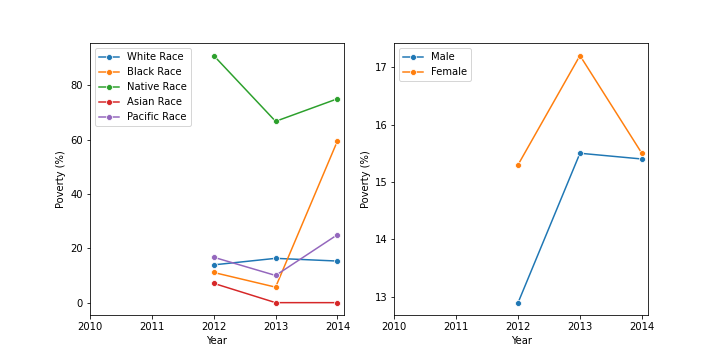 White Race
Black Race
Native Race
Asian Race
Pacific Race
80
60
40
20
0
Poverty (%)
2010 2011 2012 2013 2014
Year
Male
Female
17
16
15
14
13
Poverty (%)
2010 2011 2012 2013 2014
Year